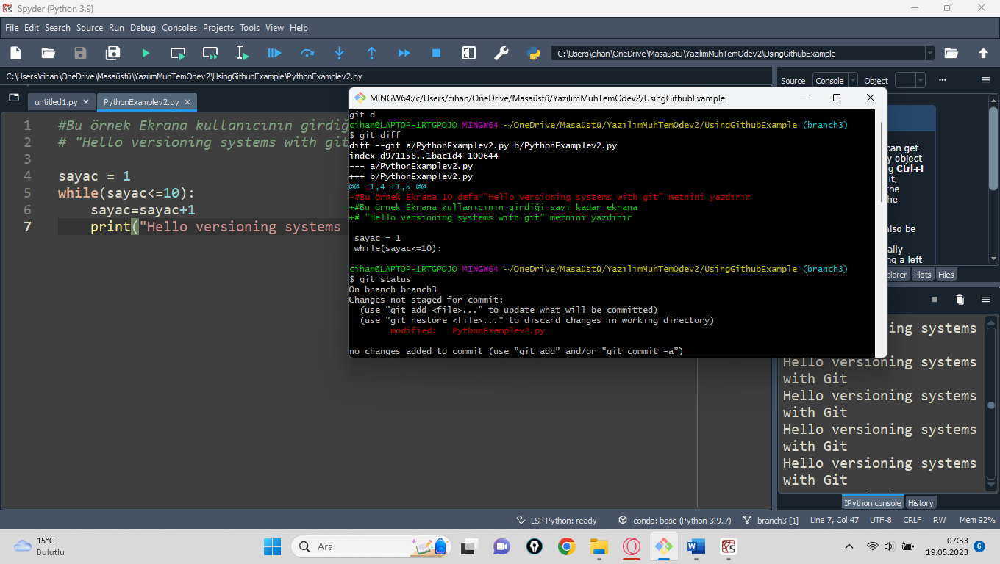 Spyder (Python 3.9)
File Edit Search Source Run Debug Consoles Projects Tools View Help
C:\Users\cihan\OneDrive\Masaüstü\YazılımMuhTemOdev2\UsingGithubExample
C:\Users\cihan\OneDrive\Masaüstü\YazılımMuhTemOdev2\UsingGithubExample\PythonExamplev2.py
untitled1.py
PythonExamplev2.py
1 #Bu örnek Ekrana kullanıcının girdiğ
2 # "Hello versioning systems with git
3
4 sayac = 1
5 while(sayac<=10):
6 sayac=sayac+1
7 print("Hello versioning systems
MINGW64:/c/Users/cihan/OneDrive/Masaüstü/YazılımMuhTemOdev2/UsingGithubExample
git d
cihan@LAPTOP-1RTGPOJO MINGW64 ~/OneDrive/Masaüstü/YazılımMuhTemOdev2/UsingGithubExample (branch3)
$ git diff
diff --git a/PythonExamplev2.py b/PythonExamplev2.py
index d971158..1bac1d4 100644
--- a/PythonExamplev2.py
+++ b/PythonExamplev2.py
@@ -1,4 +1,5 @@
-#Bu örnek Ekrana 10 defa "Hello versioning systems with git" metnini yazdırır
+#Bu örnek Ekrana kullanıcının girdiği sayı kadar ekrana
+# "Hello versioning systems with git" metnini yazdırır
sayac = 1
while(sayac<=10):
cihan@LAPTOP-1RTGPOJO MINGW64 ~/OneDrive/Masaüstü/YazılımMuhTemOdev2/UsingGithubExample (branch3)
$ git status
On branch branch3
Changes not staged for commit:
(use "git add <file>..." to update what will be committed)
(use "git restore <file>..." to discard changes in working directory)
modified: PythonExamplev2.py
no changes added to commit (use "git add" and/or "git commit -a")
Source Console Object
can get
y object
g Ctrl+I
it,
the
he
lso be
ally
ng a left
plorer Plots Files
ing systems
Hello versioning systems
with Git
Hello versioning systems
with Git
Hello versioning systems
with Git
Hello versioning systems
with Git
IPython console History
LSP Python: ready conda: base (Python 3.9.7) branch3 [1] Line 7, Col 47 UTF-8 CRLF RW Mem 92%
15°C
Bulutlu
Ara
07:33
19.05.2023
6